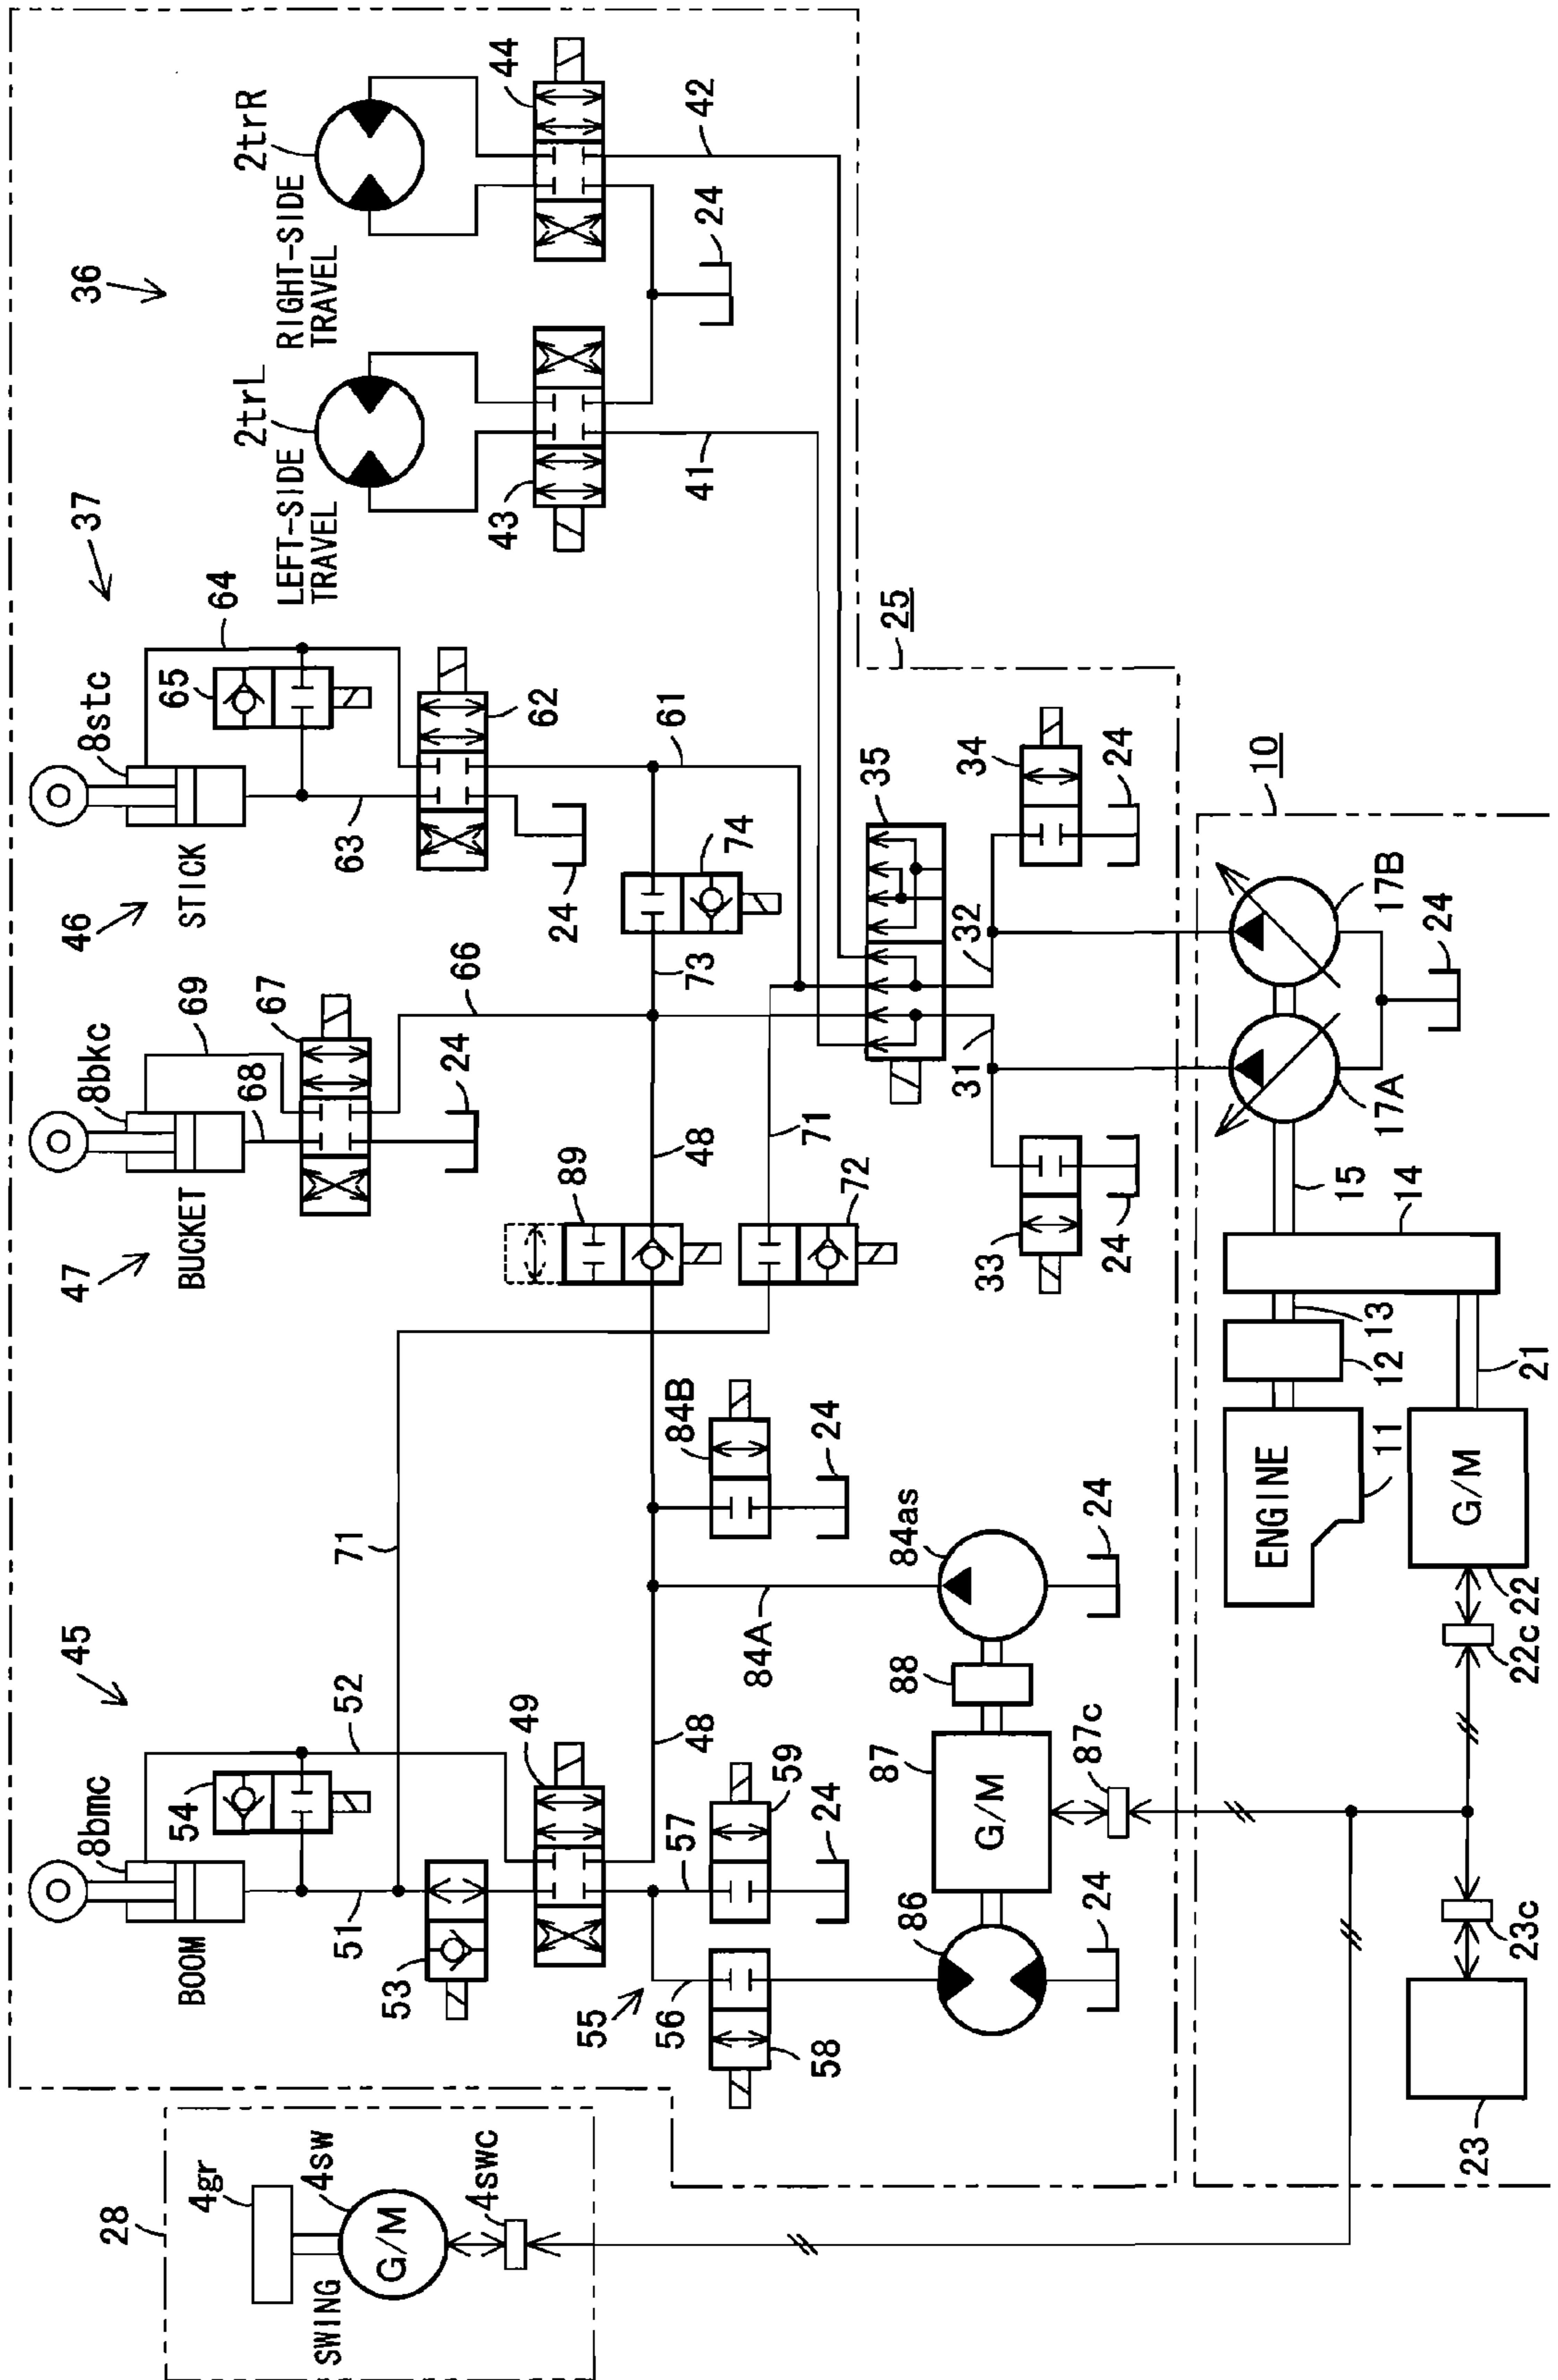 45
47
46
37
36
28
8bmc
8bkc
8stc
4gr
54
65
64
BOOM
BUCKET
STICK
69
2trL
2trR
67
LEFT-SIDE
TRAVEL
RIGHT-SIDE
TRAVEL
SWING
4sw
G/M
51
52
71
68
63
53
4swc
49
66
62
43
44
24
24
89
55
56
57
48
48
73
61
41
42
84B
24
74
59
84A
71
58
24
24
72
35
86
87
88
84as
G/M
31
32
33
34
25
87c
24
24
24
24
10
ENGINE
12
13
14
15
17A
17B
11
24
G/M
23
23c
22c
22
21